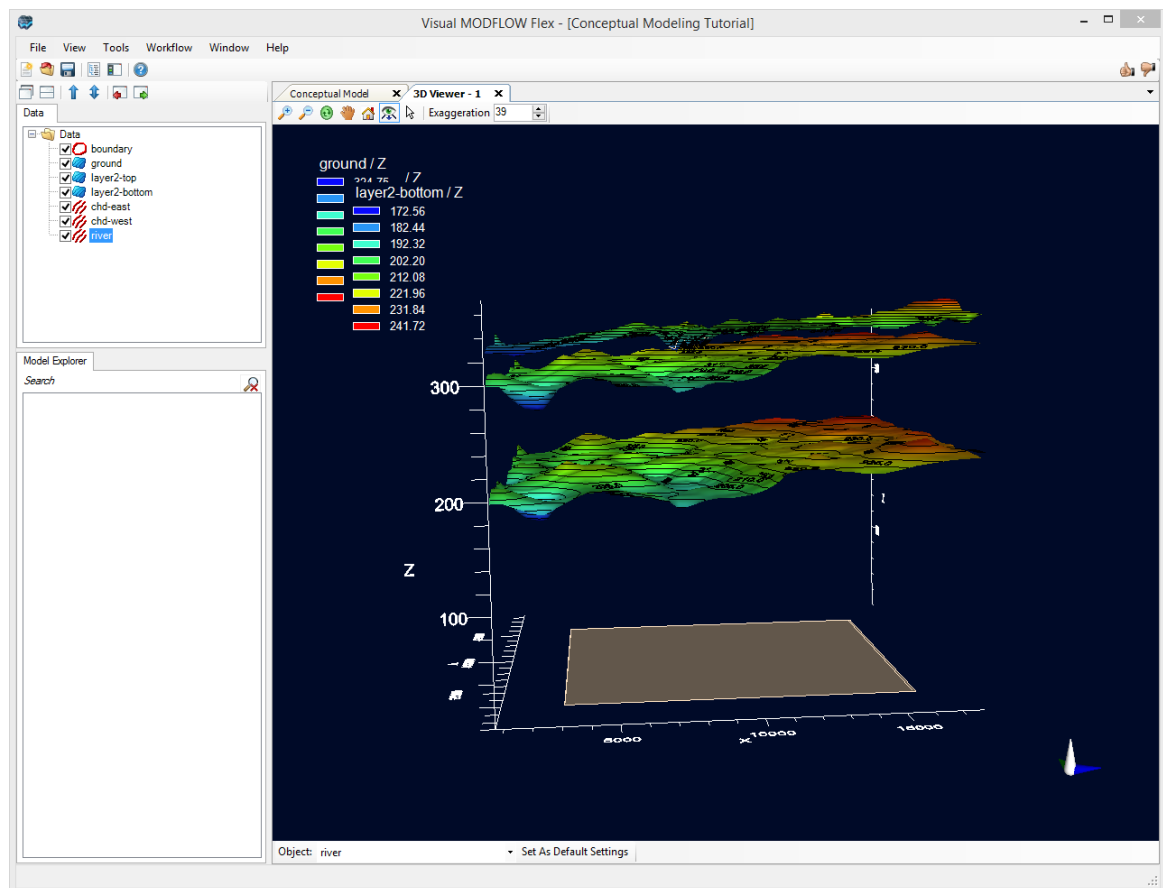 Visual MODFLOW Flex - [Conceptual Modeling Tutorial]
File View Tools Workflow Window Help
Data
Data
boundary
ground
layer2-top
layer2-bottom
chd-east
chd-west
river
Model Explorer
Search
Conceptual Model
3D Viewer - 1
Exaggeration 39
ground / Z
/ Z
layer2-bottom / Z
172.56
182.44
192.32
202.20
212.08
221.96
231.84
241.72
300
200
Z
100
5000
X 10000
15000
Object: river
Set As Default Settings